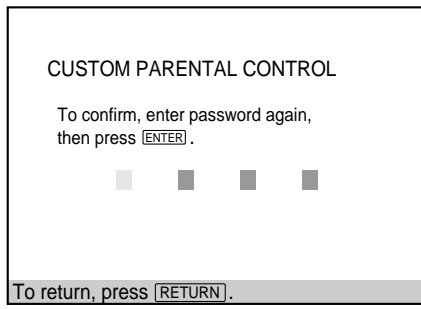 CUSTOM PARENTAL CONTROL
To confirm, enter password again,
then press ENTER.
To return, press RETURN.